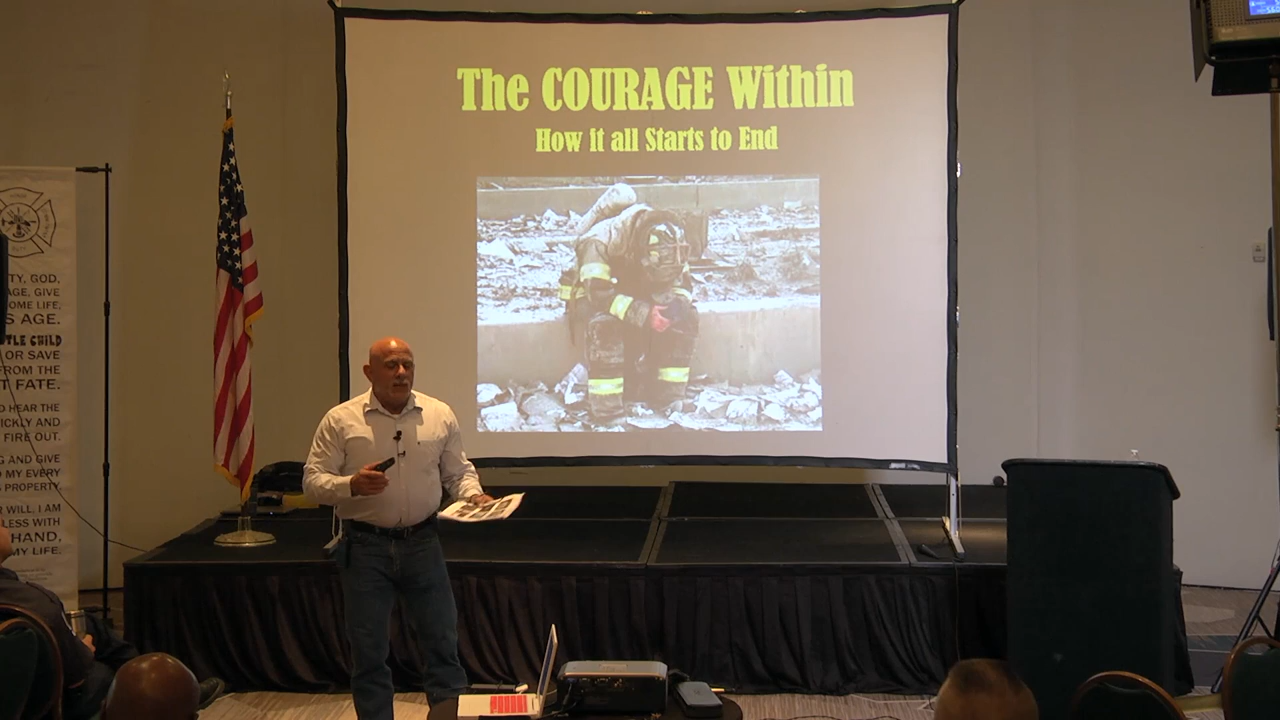 The COURAGE Within
How it all Starts to End
TY, GOD.
AGE, GIVE
OME LIFE,
S AGE.
TLE CHILD
OR SAVE
FROM THE
T FATE.
HEAR THE
ICKLY AND
FIRE OUT.
G AND GIVE
MY EVERY
PROPERTY.
WILL, I AM
LESS WITH
HAND,
MY LIFE.